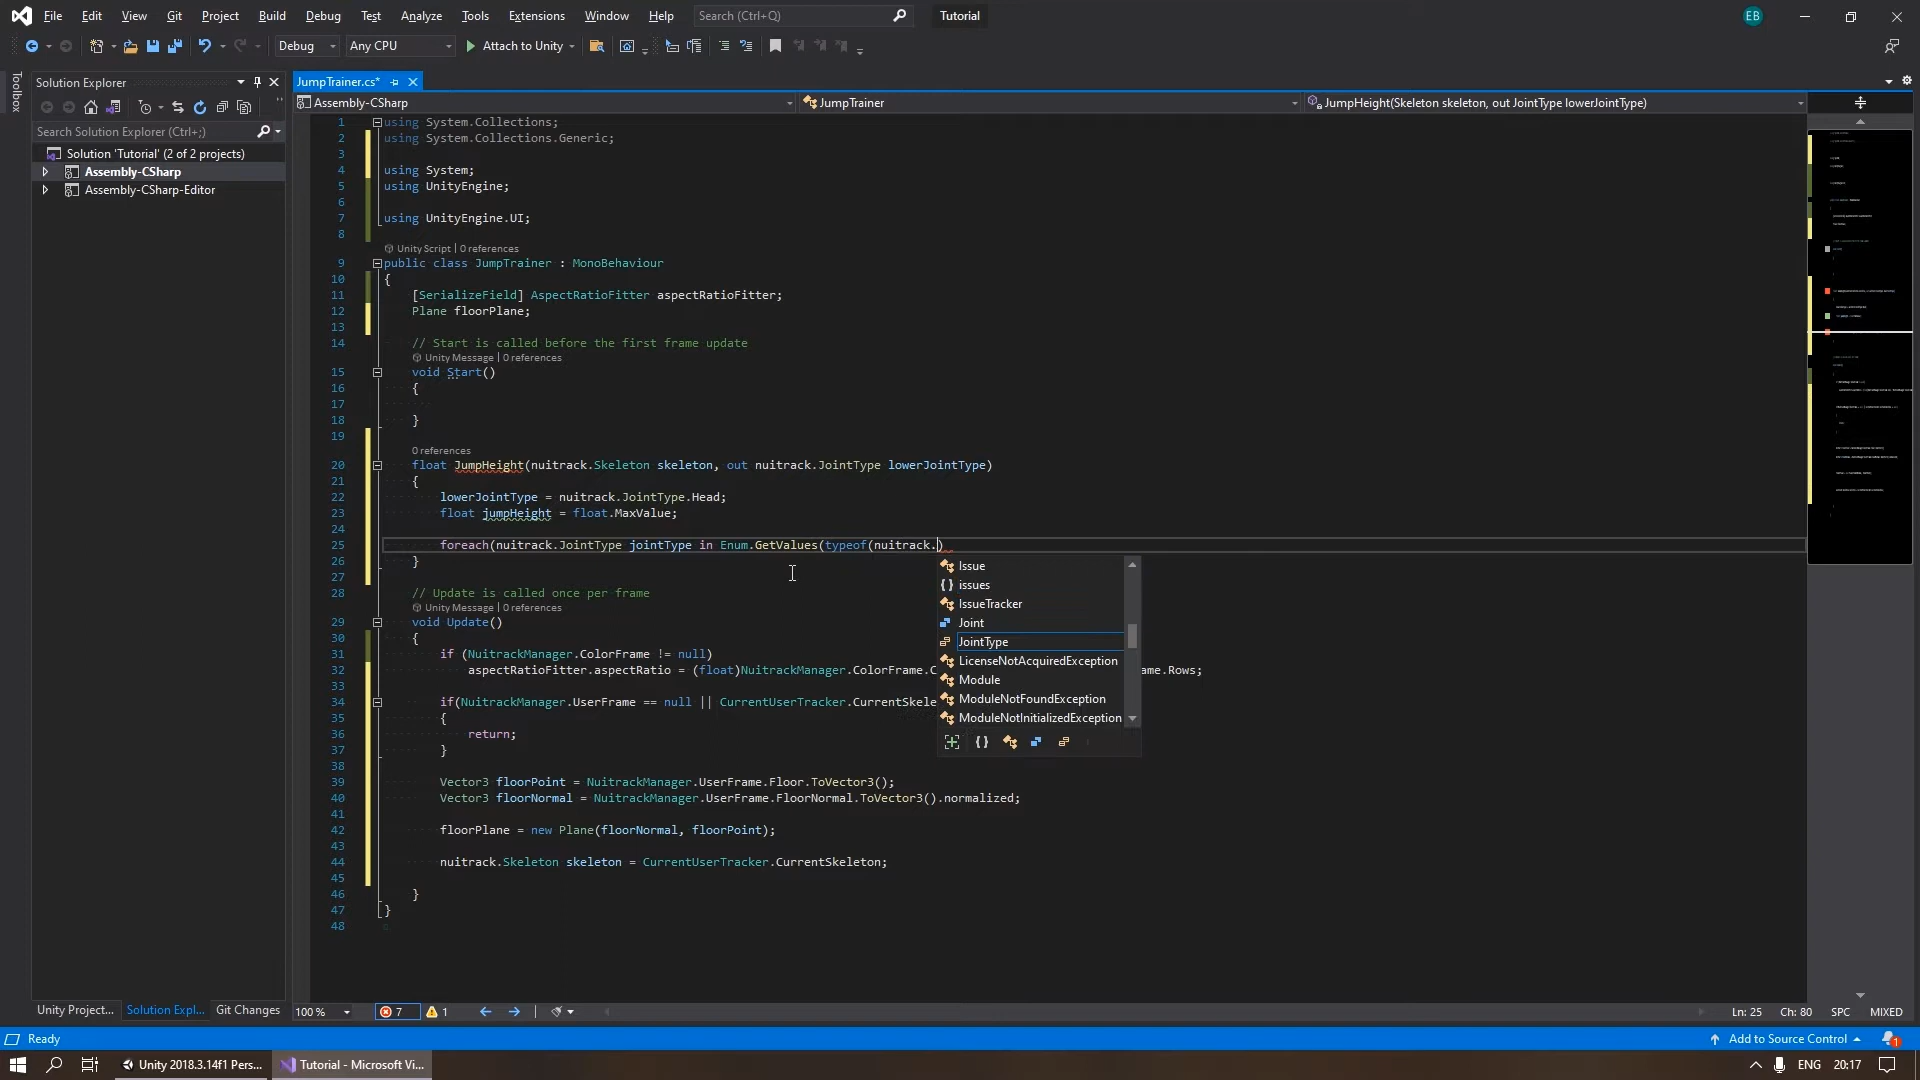 File Edit View Git Project Build Debug Test Analyze Tools Extensions Window Help Search (Ctrl+Q) Tutorial EB
Debug Any CPU Attach to Unity
Toolbox
Solution Explorer
Search Solution Explorer (Ctrl+;)
Solution 'Tutorial' (2 of 2 projects)
Assembly-CSharp
Assembly-CSharp-Editor
JumpTrainer.cs*
Assembly-CSharp JumpTrainer JumpHeight(Skeleton skeleton, out JointType lowerJointType)
1 using System.Collections;
2 using System.Collections.Generic;
3
4 using System;
5 using UnityEngine;
6
7 using UnityEngine.UI;
8
Unity Script | 0 references
9 public class JumpTrainer : MonoBehaviour
10 {
11 [SerializeField] AspectRatioFitter aspectRatioFitter;
12 Plane floorPlane;
13
14 // Start is called before the first frame update
Unity Message | 0 references
15 void Start()
16 {
17
18 }
19
0 references
20 float JumpHeight(nuitrack.Skeleton skeleton, out nuitrack.JointType lowerJointType)
21 {
22 lowerJointType = nuitrack.JointType.Head;
23 float jumpHeight = float.MaxValue;
24
25 foreach(nuitrack.JointType jointType in Enum.GetValues(typeof(nuitrack.)
26 }
27
28 // Update is called once per frame
Unity Message | 0 references
29 void Update()
30 {
31 if (NuitrackManager.ColorFrame != null)
32 aspectRatioFitter.aspectRatio = (float)NuitrackManager.ColorFrame.C ame.Rows;
33
34 if(NuitrackManager.UserFrame == null || CurrentUserTracker.CurrentSkele
35 {
36 return;
37 }
38
39 Vector3 floorPoint = NuitrackManager.UserFrame.Floor.ToVector3();
40 Vector3 floorNormal = NuitrackManager.UserFrame.FloorNormal.ToVector3().normalized;
41
42 floorPlane = new Plane(floorNormal, floorPoint);
43
44 nuitrack.Skeleton skeleton = CurrentUserTracker.CurrentSkeleton;
45
46 }
47 }
48
Issue
issues
IssueTracker
Joint
JointType
LicenseNotAcquiredException
Module
ModuleNotFoundException
ModuleNotInitializedException
Unity Project... Solution Expl... Git Changes 100 % 7 1 Ln: 25 Ch: 80 SPC MIXED
Ready Add to Source Control 1
Unity 2018.3.14f1 Pers... Tutorial - Microsoft Vi... ENG 20:17